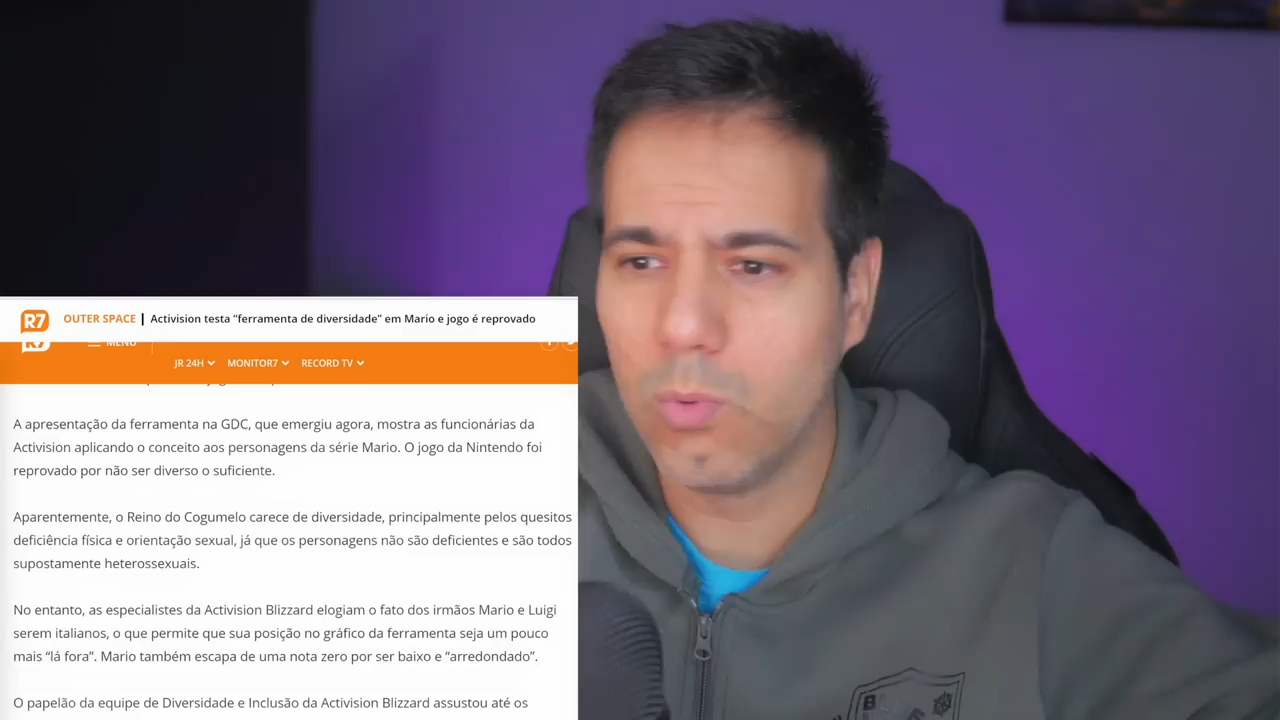 R7
OUTER SPACE | Activision testa “ferramenta de diversidade” em Mario e jogo é reprovado
MENU
JR 24H MONITOR7 RECORD TV
A apresentação da ferramenta na GDC, que emergiu agora, mostra as funcionárias da
Activision aplicando o conceito aos personagens da série Mario. O jogo da Nintendo foi
reprovado por não ser diverso o suficiente.
Aparentemente, o Reino do Cogumelo carece de diversidade, principalmente pelos quesitos
deficiência física e orientação sexual, já que os personagens não são deficientes e são todos
supostamente heterossexuais.
No entanto, as especialistas da Activision Blizzard elogiam o fato dos irmãos Mario e Luigi
serem italianos, o que permite que sua posição no gráfico da ferramenta seja um pouco
mais “lá fora”. Mario também escapa de uma nota zero por ser baixo e “arredondado”.
O papelão da equipe de Diversidade e Inclusão da Activision Blizzard assustou até os